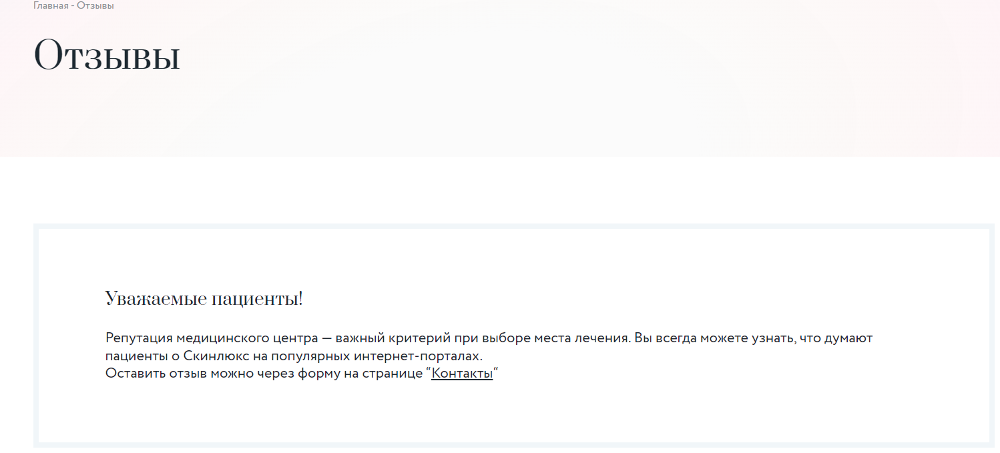 Главная - Отзывы
Отзывы
Уважаемые пациенты!
Репутация медицинского центра — важный критерий при выборе места лечения. Вы всегда можете узнать, что думают
пациенты о Скинлюкс на популярных интернет-порталах.
Оставить отзыв можно через форму на странице “Контакты“